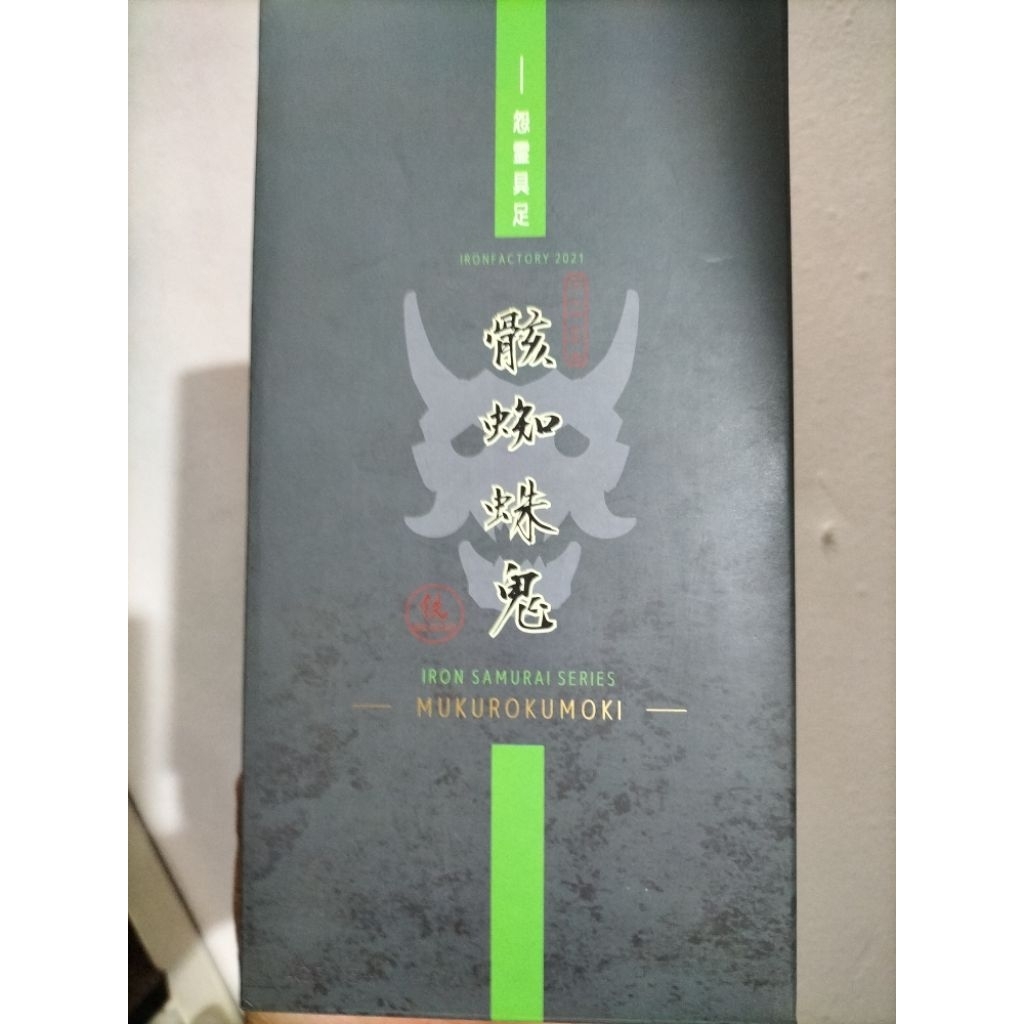 怨靈具足
IRONFACTORY 2021
骸蜘蛛鬼
IRON SAMURAI SERIES
MUKUROKUMOKI